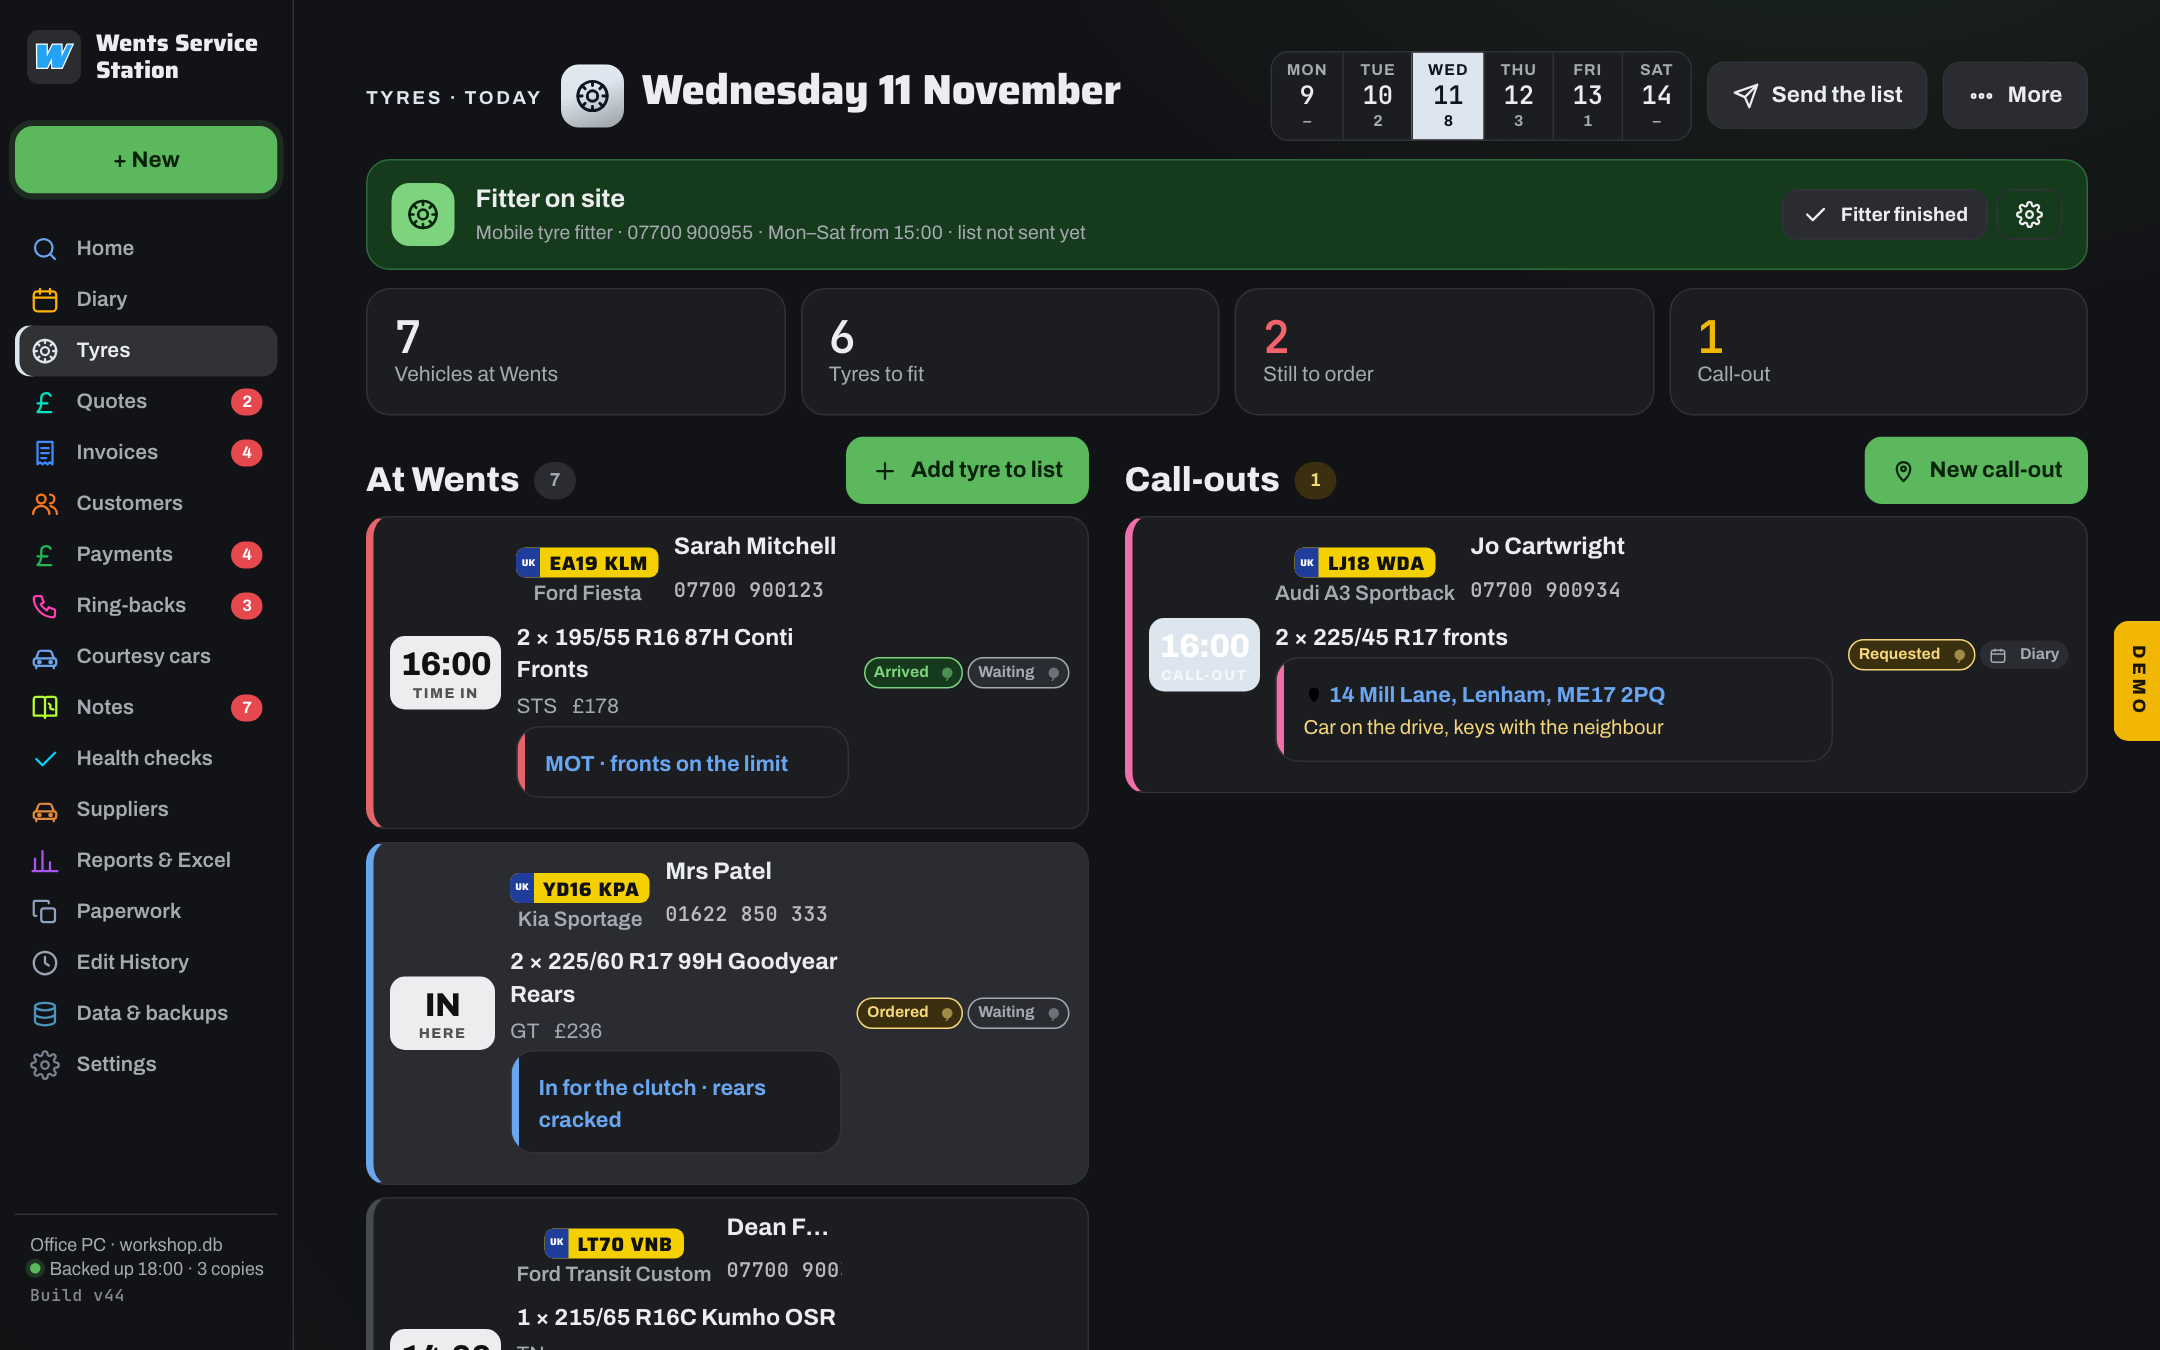 Wents Service
Station
+ New
Home
Diary
Tyres
Quotes 2
Invoices 4
Customers
Payments 4
Ring-backs 3
Courtesy cars
Notes 7
Health checks
Suppliers
Reports & Excel
Paperwork
Edit History
Data & backups
Settings
Office PC · workshop.db
Backed up 18:00 · 3 copies
Build v44
TYRES · TODAY
Wednesday 11 November
MON 9 –
TUE 10 2
WED 11 8
THU 12 3
FRI 13 1
SAT 14 –
Send the list
More
Fitter on site
Mobile tyre fitter · 07700 900955 · Mon–Sat from 15:00 · list not sent yet
Fitter finished
7
Vehicles at Wents
6
Tyres to fit
2
Still to order
1
Call-out
At Wents 7
Add tyre to list
16:00
TIME IN
UK EA19 KLM
Ford Fiesta
Sarah Mitchell
07700 900123
2 × 195/55 R16 87H Conti
Fronts
STS £178
MOT · fronts on the limit
Arrived
Waiting
IN
HERE
UK YD16 KPA
Kia Sportage
Mrs Patel
01622 850 333
2 × 225/60 R17 99H Goodyear
Rears
GT £236
In for the clutch · rears
cracked
Ordered
Waiting
UK LT70 VNB
Ford Transit Custom
Dean F...
07700 900
1 × 215/65 R16C Kumho OSR
Call-outs 1
New call-out
16:00
CALL-OUT
UK LJ18 WDA
Audi A3 Sportback
Jo Cartwright
07700 900934
2 × 225/45 R17 fronts
14 Mill Lane, Lenham, ME17 2PQ
Car on the drive, keys with the neighbour
Requested
Diary
DEMO